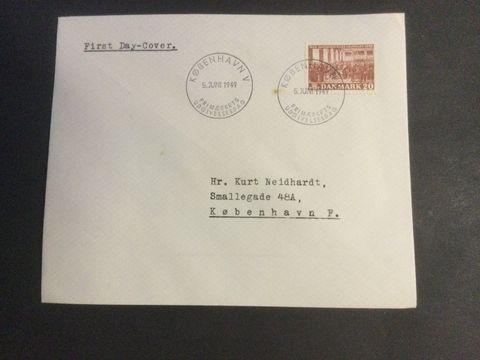 First Day-Cover.
KØBENHAVN V
5. JUNI 1949
FRIMÆRKETS
UDGIVELSESDAG
KØBENHAVN V
5. JUNI 1949
FRIMÆRKETS
UDGIVELSESDAG
DANMARK 20
Hr. Kurt Neidhardt,
Smallegade 48A,
København F.